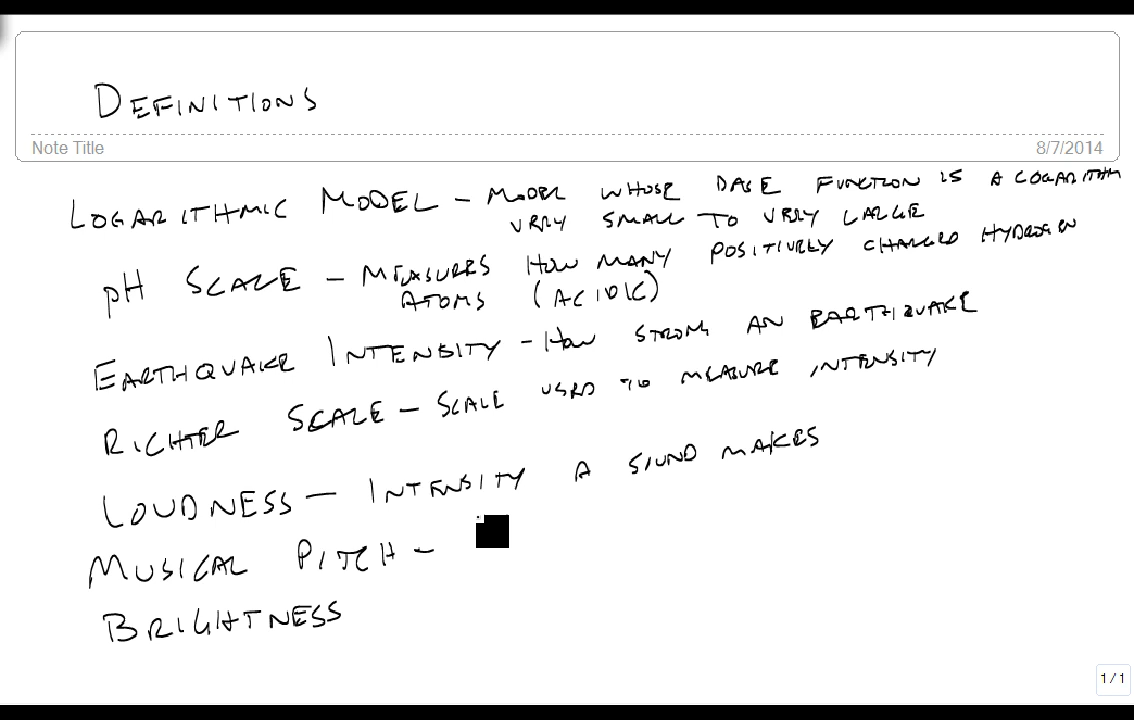 DEFINITIONS
Note Title
8/7/2014
LOGARITHMIC MODEL - MODEL WHOSE BASE FUNCTION IS A LOGARITHM
VERY SMALL TO VERY LARGE
pH SCALE - MEASURES HOW MANY POSITIVELY CHARGED HYDROGEN
ATOMS (ACIDIC)
EARTHQUAKE INTENSITY - HOW STRONG AN EARTHQUAKE
RICHTER SCALE - SCALE USED TO MEASURE INTENSITY
LOUDNESS - INTENSITY A SOUND MAKES
MUSICAL PITCH -
BRIGHTNESS
1/1